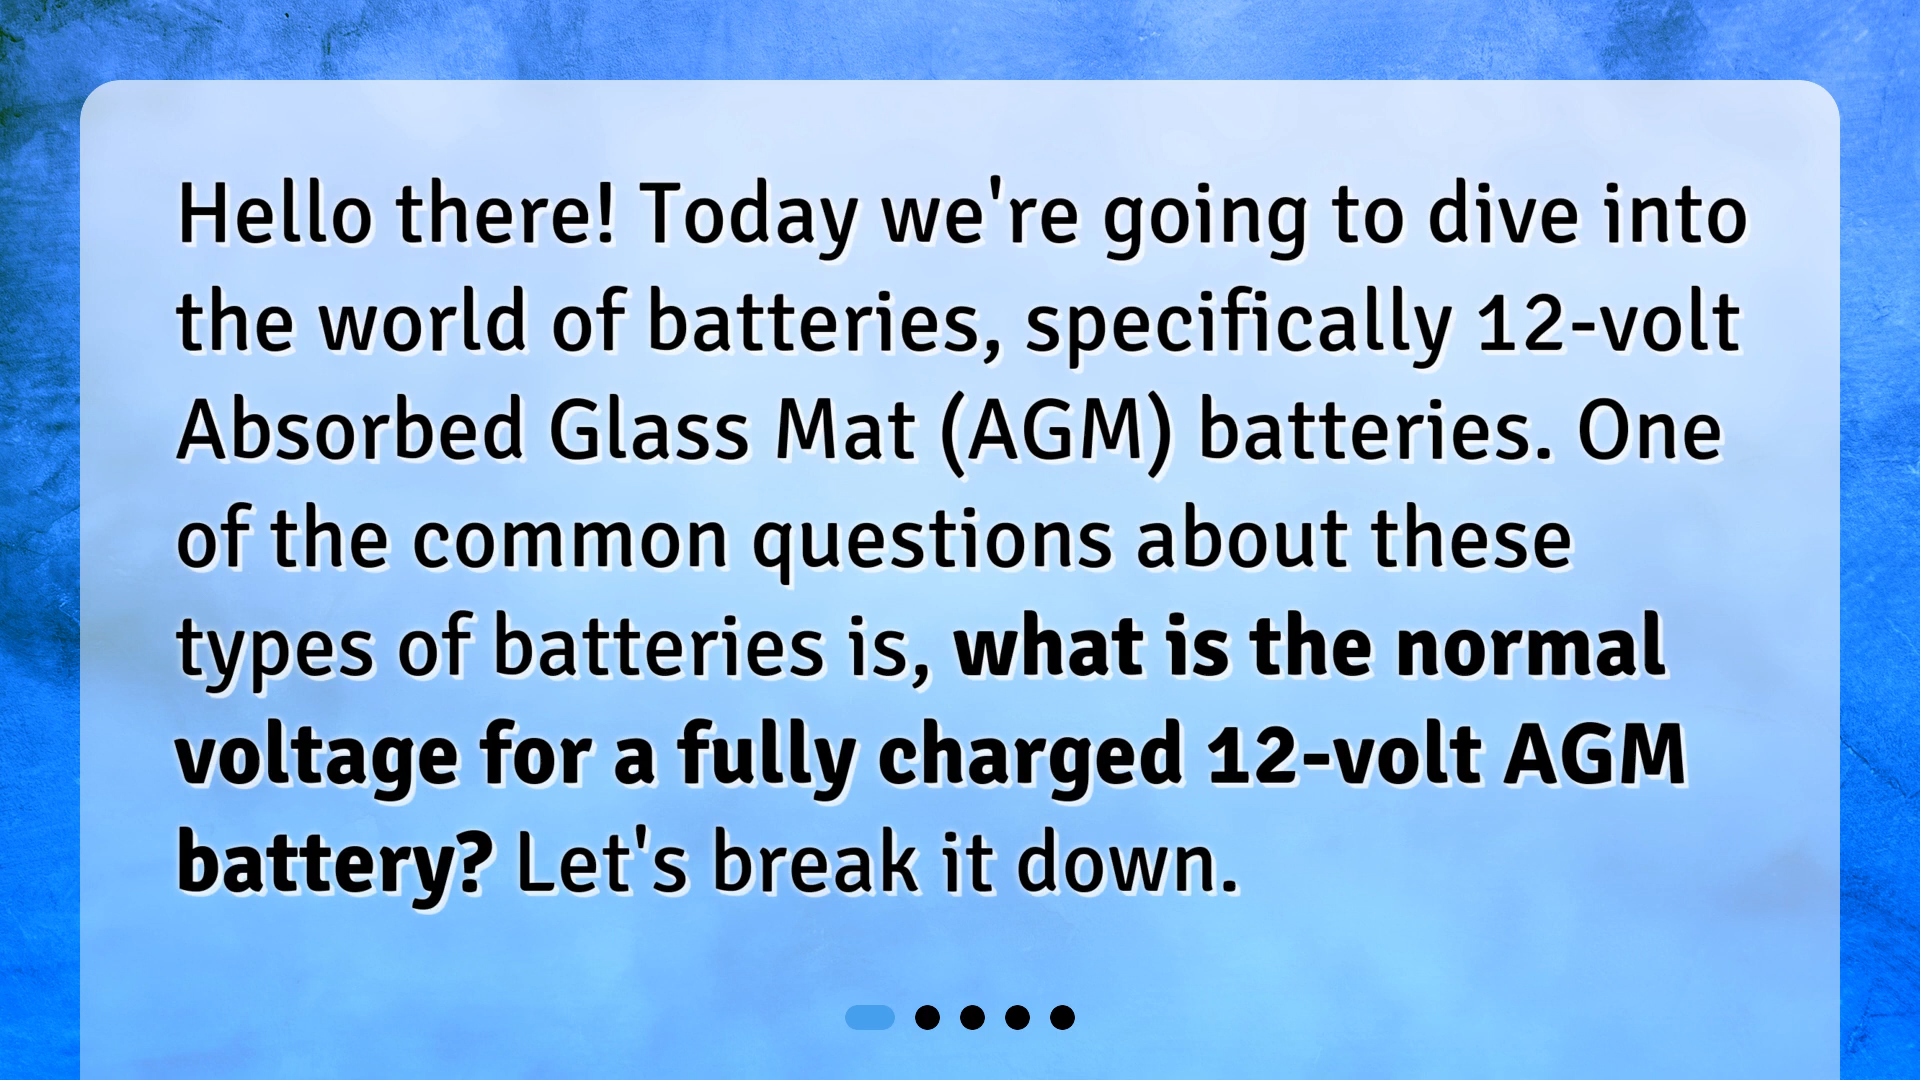 Hello there! Today we're going to dive into
the world of batteries, specifically 12-volt
Absorbed Glass Mat (AGM) batteries. One
of the common questions about these
types of batteries is, what is the normal
voltage for a fully charged 12-volt AGM
battery? Let's break it down.